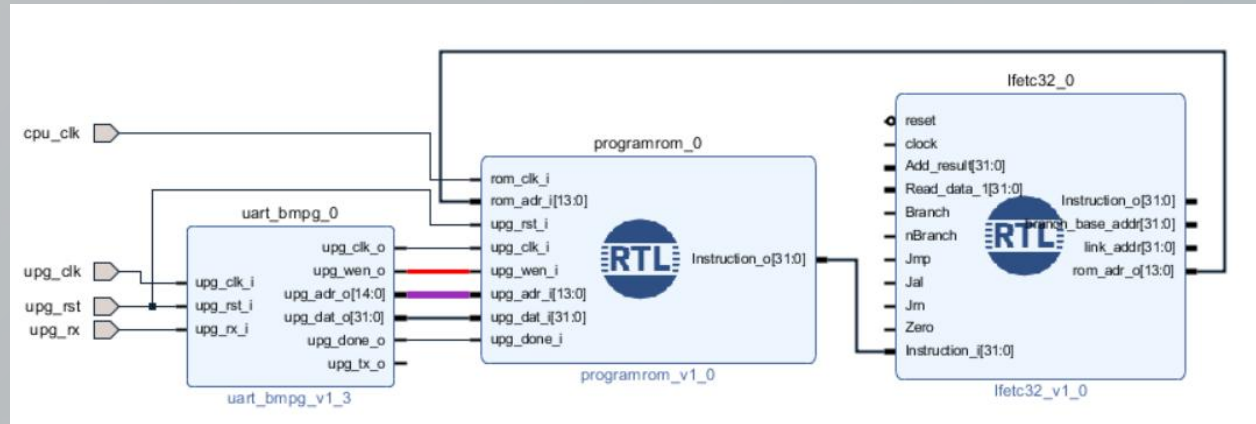 cpu_clk
upg_clk
upg_rst
upg_rx
uart_bmpg_0
upg_clk_i
upg_rst_i
upg_rx_i
upg_clk_o
upg_wen_o
upg_adr_o[14:0]
upg_dat_o[31:0]
upg_done_o
upg_tx_o
uart_bmpg_v1_3
programrom_0
rom_clk_i
rom_adr_i[13:0]
upg_rst_i
upg_clk_i
upg_wen_i
upg_adr_i[13:0]
upg_dat_i[31:0]
upg_done_i
RTL
Instruction_o[31:0]
programrom_v1_0
Ifetc32_0
reset
clock
Add_result[31:0]
Read_data_1[31:0]
Branch
nBranch
Jmp
Jal
Jrn
Zero
Instruction_i[31:0]
RTL
Instruction_o[31:0]
branch_base_addr[31:0]
link_addr[31:0]
rom_adr_o[13:0]
Ifetc32_v1_0